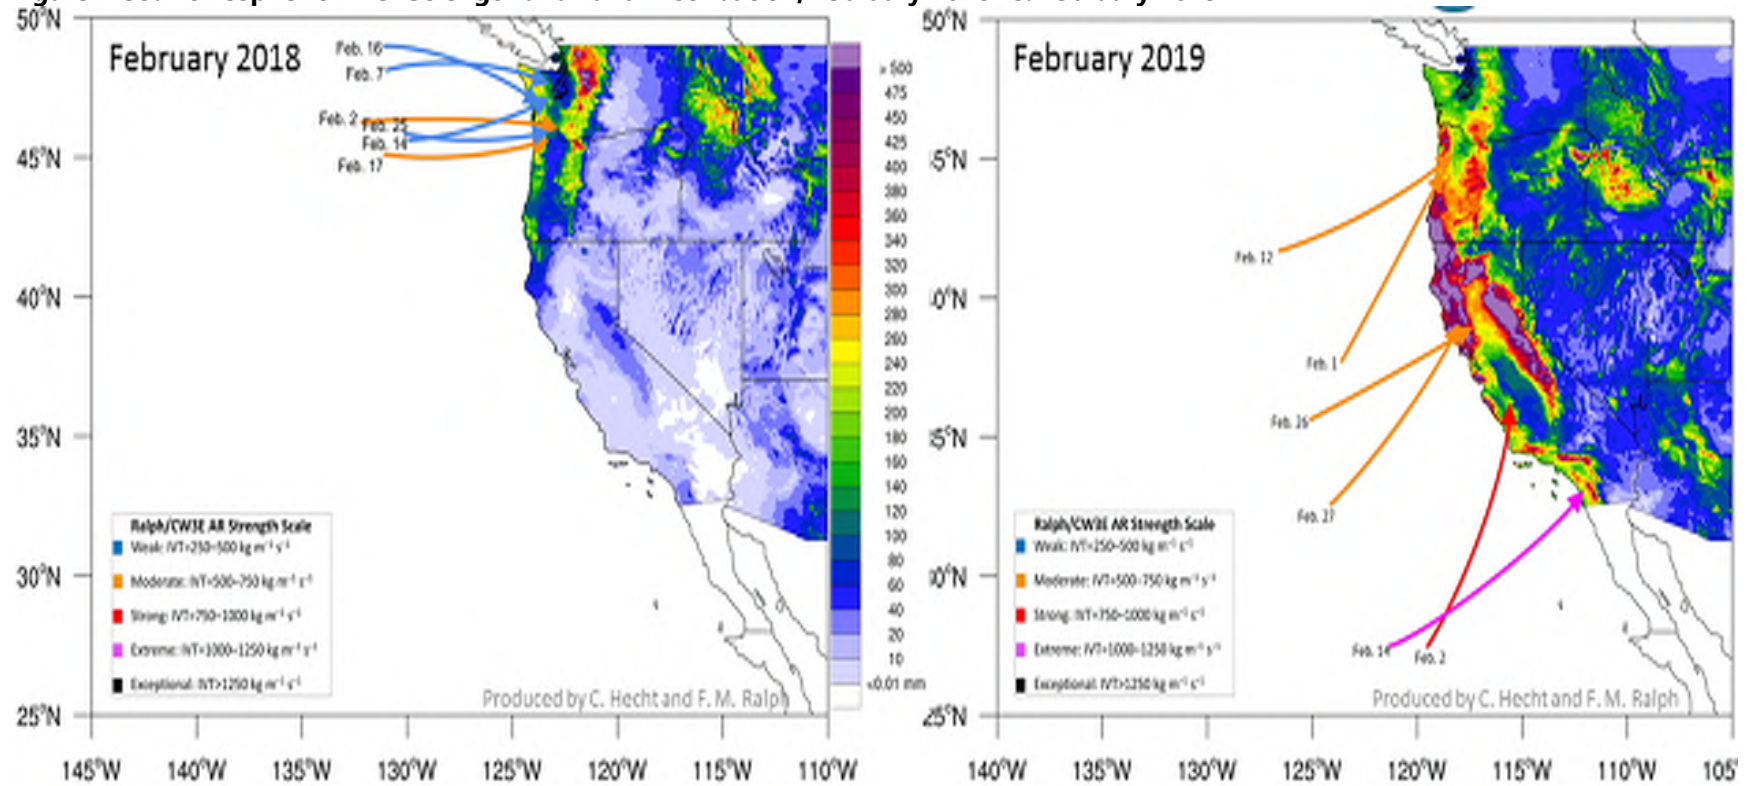 February 2018
50°N
45°N
40°N
35°N
30°N
25°N
145°W
140°W
135°W
130°W
125°W
120°W
115°W
110°W
Feb. 16
Feb. 7
Feb. 2
Feb. 25
Feb. 14
Feb. 17
Ralph/CW3E AR Strength Scale
Weak: IVT=250–500 kg m⁻¹ s⁻¹
Moderate: IVT=500–750 kg m⁻¹ s⁻¹
Strong: IVT=750–1000 kg m⁻¹ s⁻¹
Extreme: IVT=1000–1250 kg m⁻¹ s⁻¹
Exceptional: IVT>1250 kg m⁻¹ s⁻¹
Produced by C. Hecht and F. M. Ralph
≥ 500
475
450
425
400
380
360
340
320
300
280
260
240
220
200
180
160
140
120
100
80
60
40
20
10
<0.01 mm
February 2019
50°N
5°N
0°N
5°N
0°N
25°N
140°W
135°W
130°W
125°W
120°W
115°W
110°W
105°
Feb. 12
Feb. 1
Feb. 26
Feb. 27
Feb. 14
Feb. 2
Ralph/CW3E AR Strength Scale
Weak: IVT=250–500 kg m⁻¹ s⁻¹
Moderate: IVT=500–750 kg m⁻¹ s⁻¹
Strong: IVT=750–1000 kg m⁻¹ s⁻¹
Extreme: IVT=1000–1250 kg m⁻¹ s⁻¹
Exceptional: IVT>1250 kg m⁻¹ s⁻¹
Produced by C. Hecht and F. M. Ralph